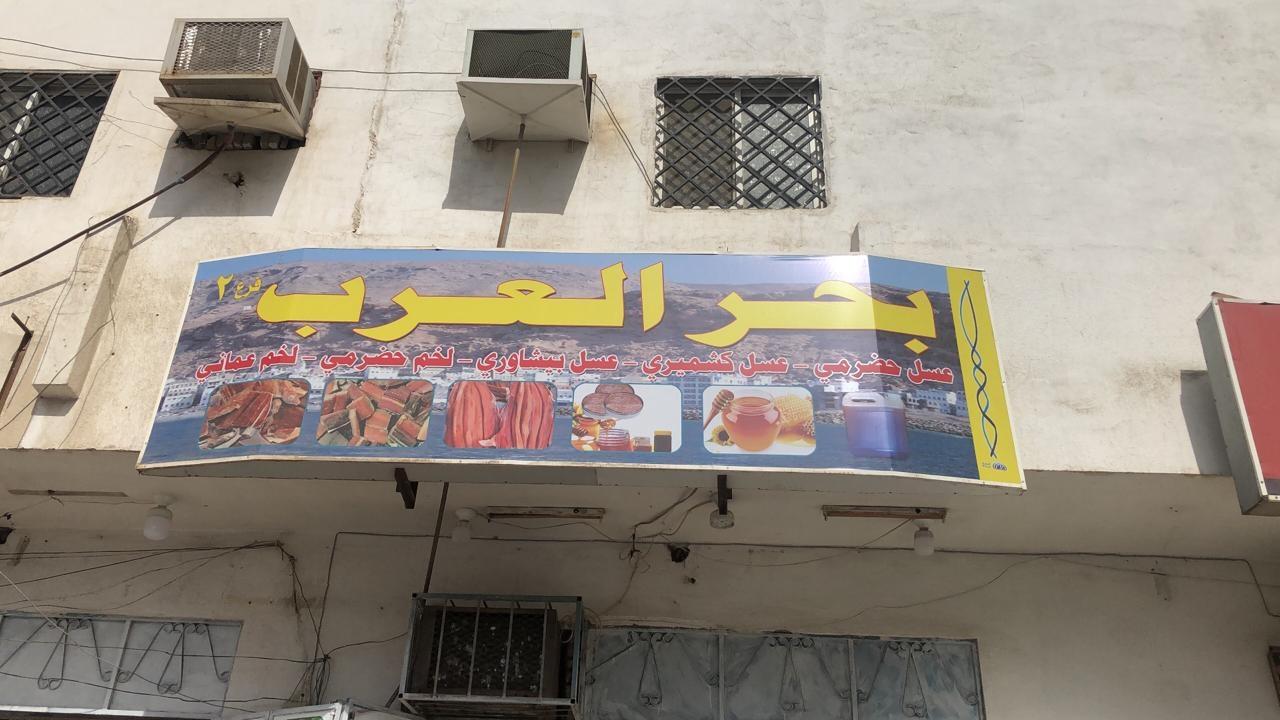 بحر العرب فرع ٢
عسل حضرمي - عسل كشميري - عسل بيشاوري - لخم حضرمي - لخم عماني